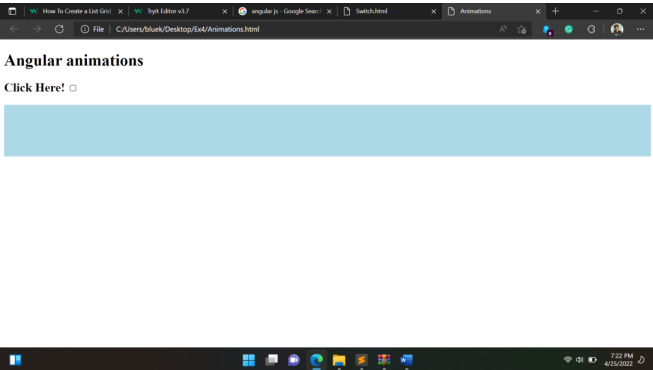 How To Create a List Grid
Tryit Editor v3.7
angular js - Google Search
Switch.html
Animations
File | C:/Users/bluek/Desktop/Ex4/Animations.html
Angular animations
Click Here!
7:22 PM
4/25/2022